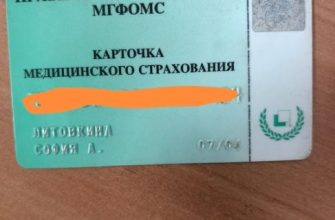 МГФОМС
КАРТОЧКА
МЕДИЦИНСКОГО СТРАХОВАНИЯ
ЛИТОВКИНА
СОФИЯ А.